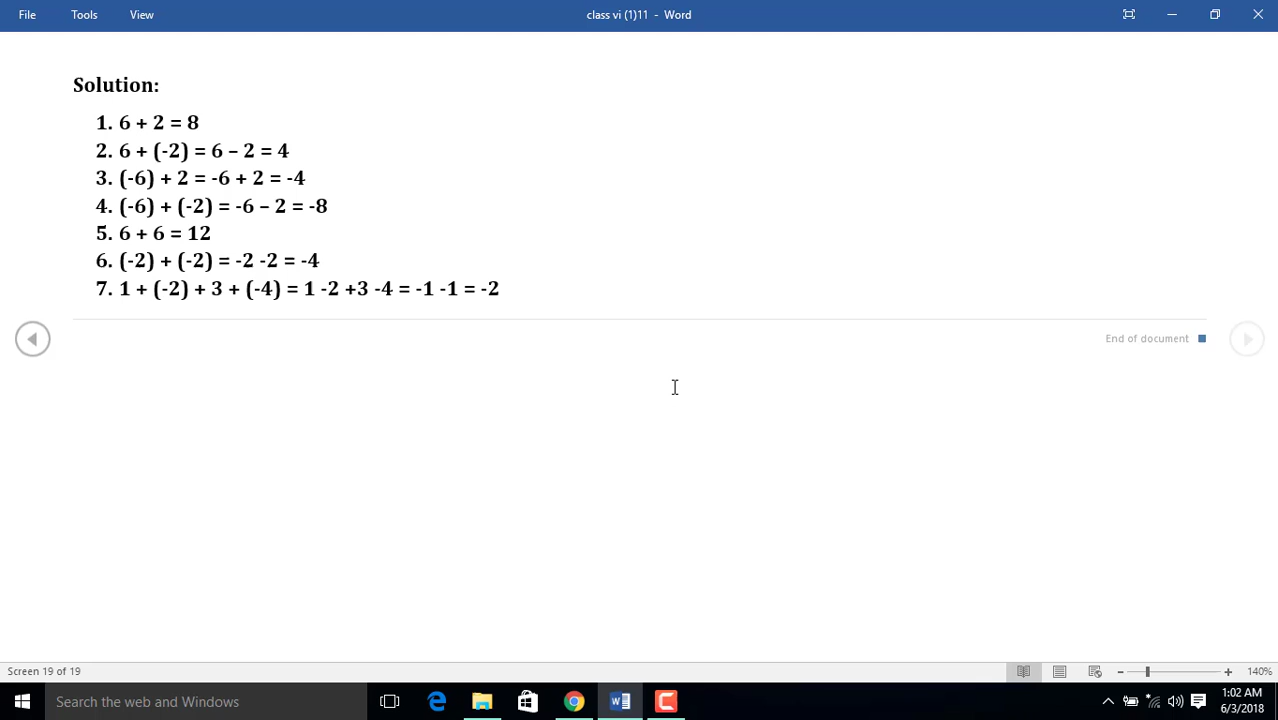 File Tools View class vi (1)11 - Word
Solution:
1. 6 + 2 = 8
2. 6 + (-2) = 6 – 2 = 4
3. (-6) + 2 = -6 + 2 = -4
4. (-6) + (-2) = -6 – 2 = -8
5. 6 + 6 = 12
6. (-2) + (-2) = -2 -2 = -4
7. 1 + (-2) + 3 + (-4) = 1 -2 +3 -4 = -1 -1 = -2
End of document
Screen 19 of 19 140%
Search the web and Windows
1:02 AM
6/3/2018